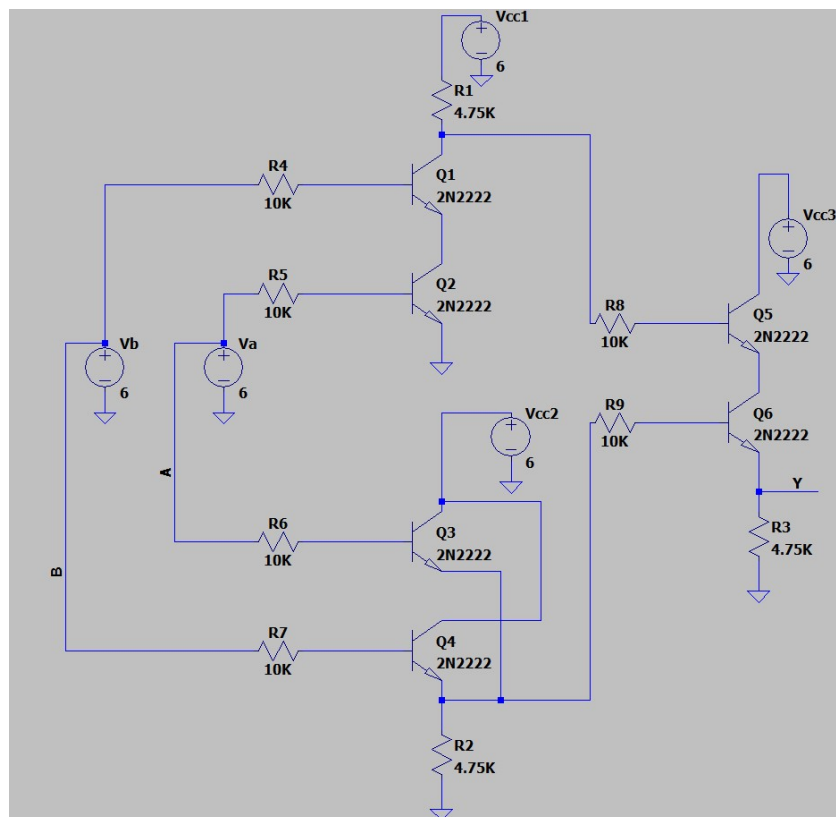 Vcc1
6
R1
4.75K
R4
10K
Q1
2N2222
Vcc3
6
R5
10K
Q2
2N2222
R8
10K
Q5
2N2222
Vb
6
Va
6
Vcc2
6
R9
10K
Q6
2N2222
A
Y
R6
10K
Q3
2N2222
R3
4.75K
B
R7
10K
Q4
2N2222
R2
4.75K